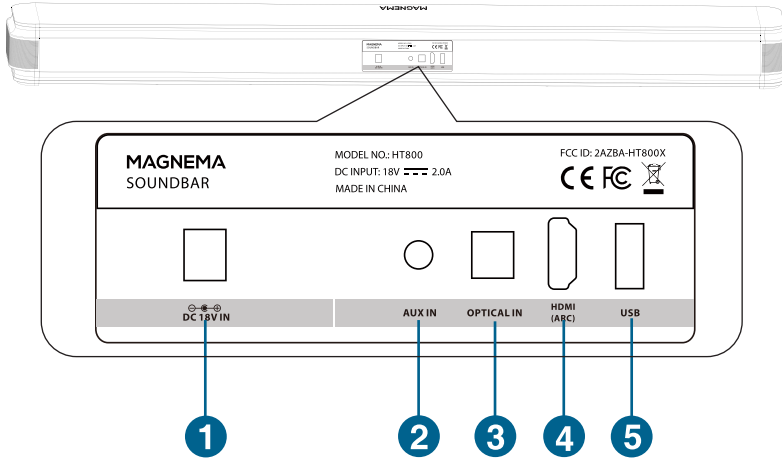 MAGNEMA
MAGNEMA
SOUNDBAR
MODEL NO.: HT800
DC INPUT: 18V 2.0A
MADE IN CHINA
FCC ID: 2AZBA-HT800X
CE FC
DC 18V IN
AUX IN
OPTICAL IN
HDMI
(ARC)
USB
1
2
3
4
5